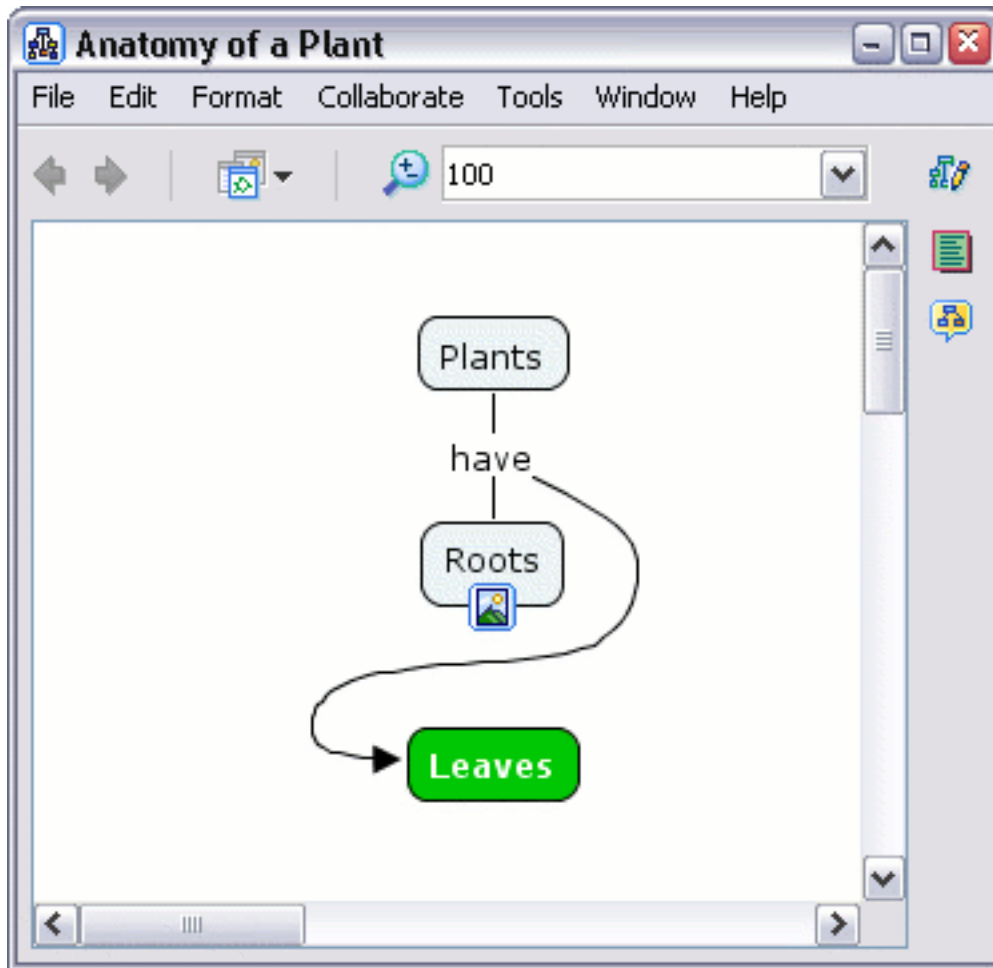 Anatomy of a Plant
File Edit Format Collaborate Tools Window Help
100
Plants
have
Roots
Leaves